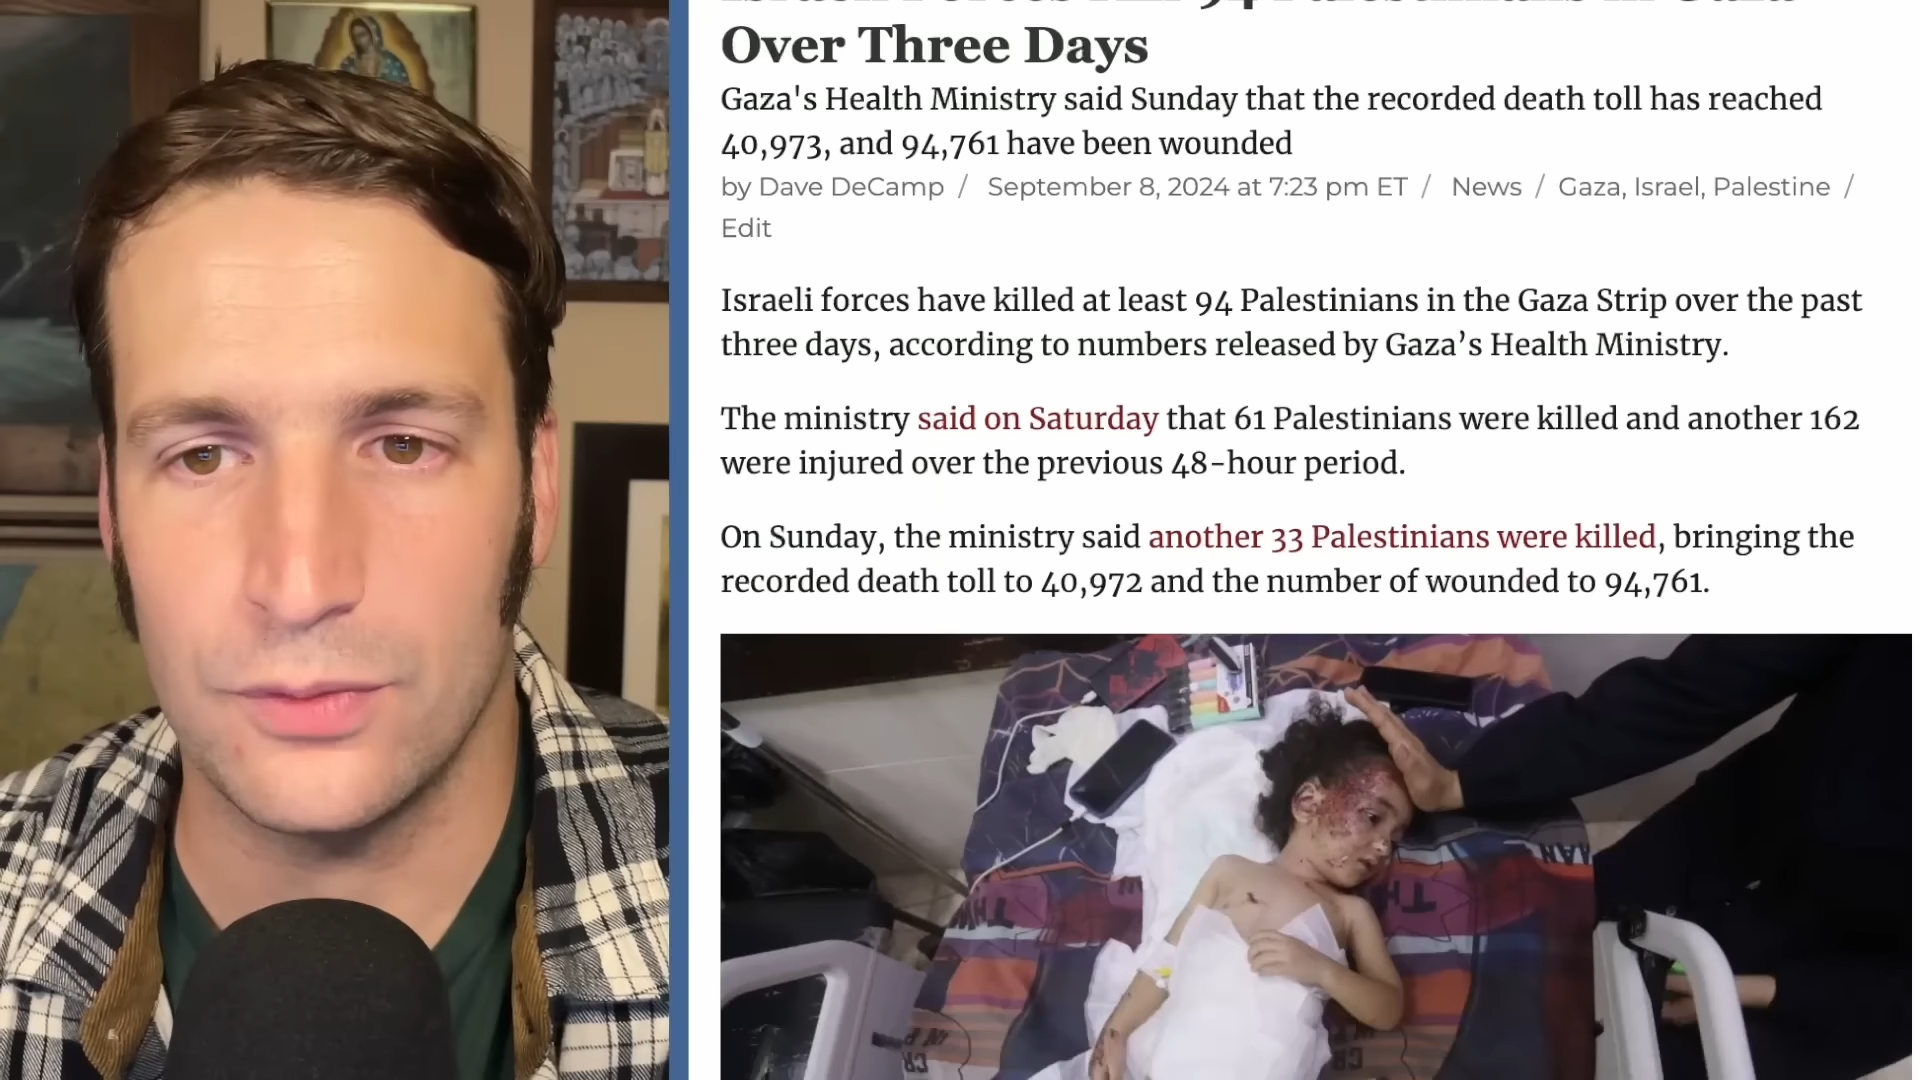 Over Three Days
Gaza's Health Ministry said Sunday that the recorded death toll has reached
40,973, and 94,761 have been wounded
by Dave DeCamp / September 8, 2024 at 7:23 pm ET / News / Gaza, Israel, Palestine /
Edit
Israeli forces have killed at least 94 Palestinians in the Gaza Strip over the past
three days, according to numbers released by Gaza’s Health Ministry.
The ministry said on Saturday that 61 Palestinians were killed and another 162
were injured over the previous 48-hour period.
On Sunday, the ministry said another 33 Palestinians were killed, bringing the
recorded death toll to 40,972 and the number of wounded to 94,761.